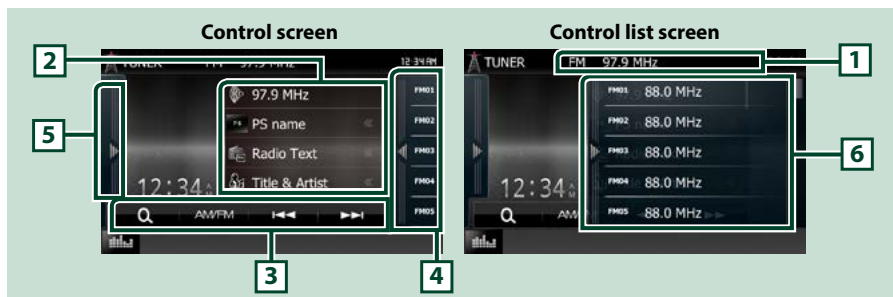 Control screen
Control list screen
2
TUNER FM 97.9 MHz
12:34 AM
TUNER
FM 97.9 MHz
1
97.9 MHz
PS name
Radio Text
Title & Artist
FM01
FM02
FM03
FM04
FM05
5
12:34
AM/FM
FM01 88.0 MHz
FM02 88.0 MHz
FM03 88.0 MHz
FM04 88.0 MHz
FM05 88.0 MHz
6
12:34
3
4